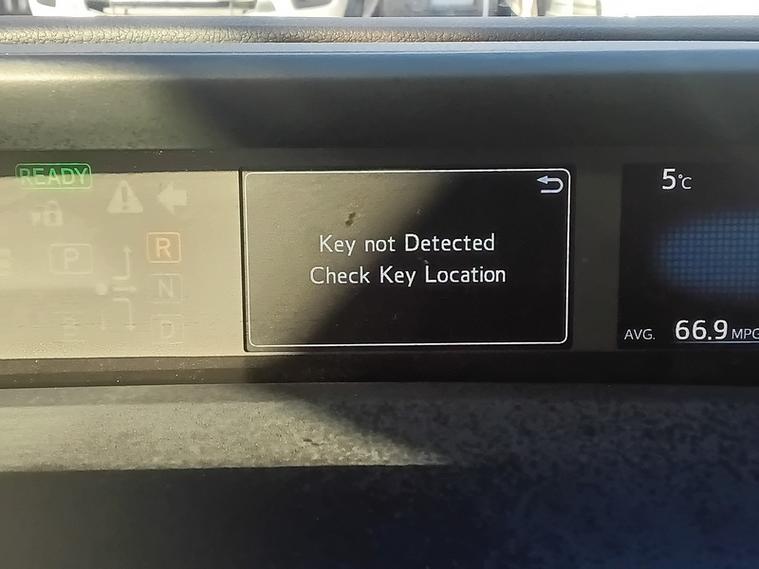 READY
P
R
N
D
Key not Detected
Check Key Location
5°C
AVG. 66.9 MPG